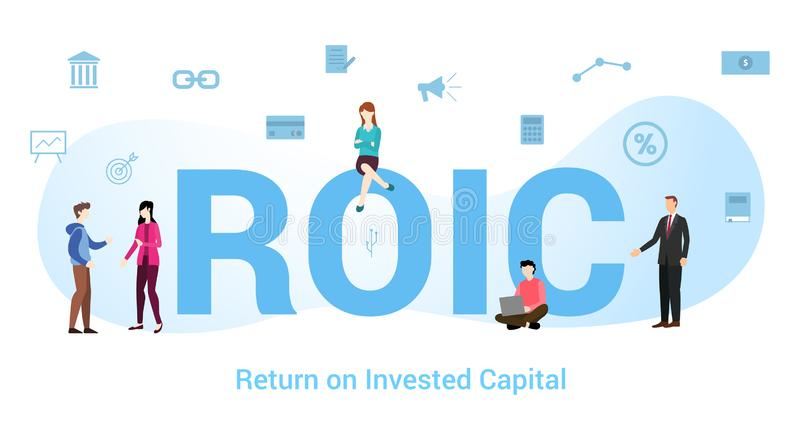 $
%
ROIC
Return on Invested Capital